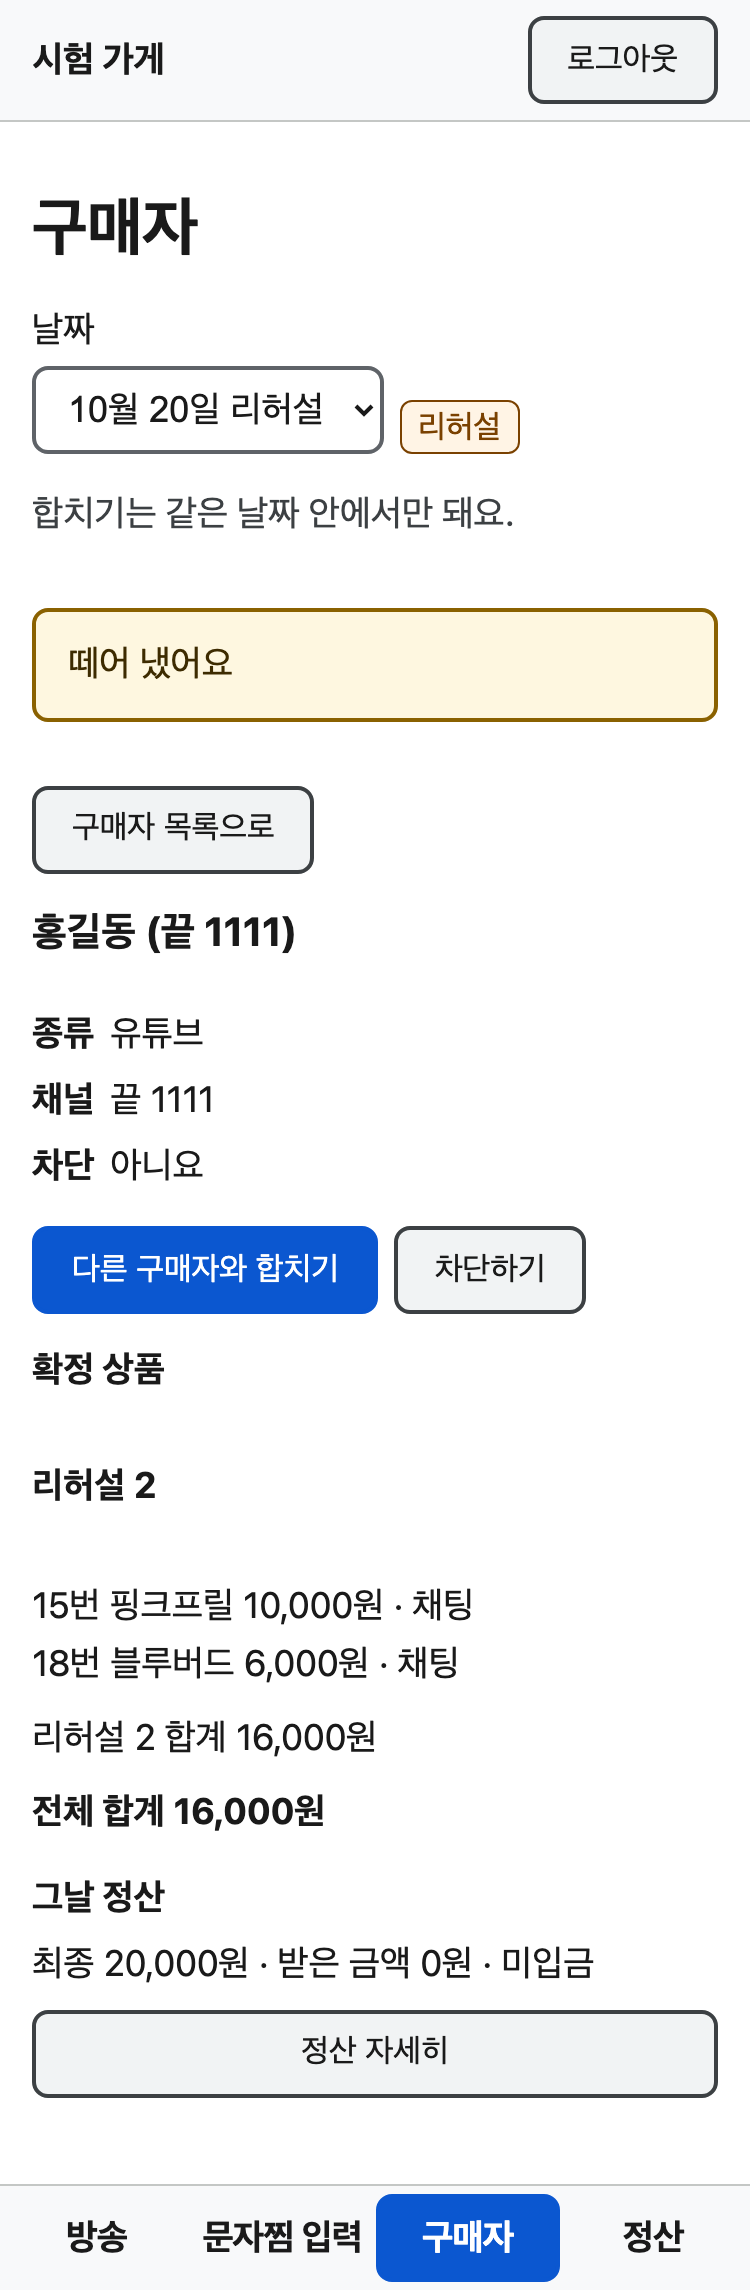 시험 가게
로그아웃
구매자
날짜
10월 20일 리허설
리허설
합치기는 같은 날짜 안에서만 돼요.
떼어 냈어요
구매자 목록으로
홍길동 (끝 1111)
종류 유튜브
채널 끝 1111
차단 아니요
다른 구매자와 합치기
차단하기
확정 상품
리허설 2
15번 핑크프릴 10,000원 · 채팅
18번 블루버드 6,000원 · 채팅
리허설 2 합계 16,000원
전체 합계 16,000원
그날 정산
최종 20,000원 · 받은 금액 0원 · 미입금
정산 자세히
방송
문자찜 입력
구매자
정산